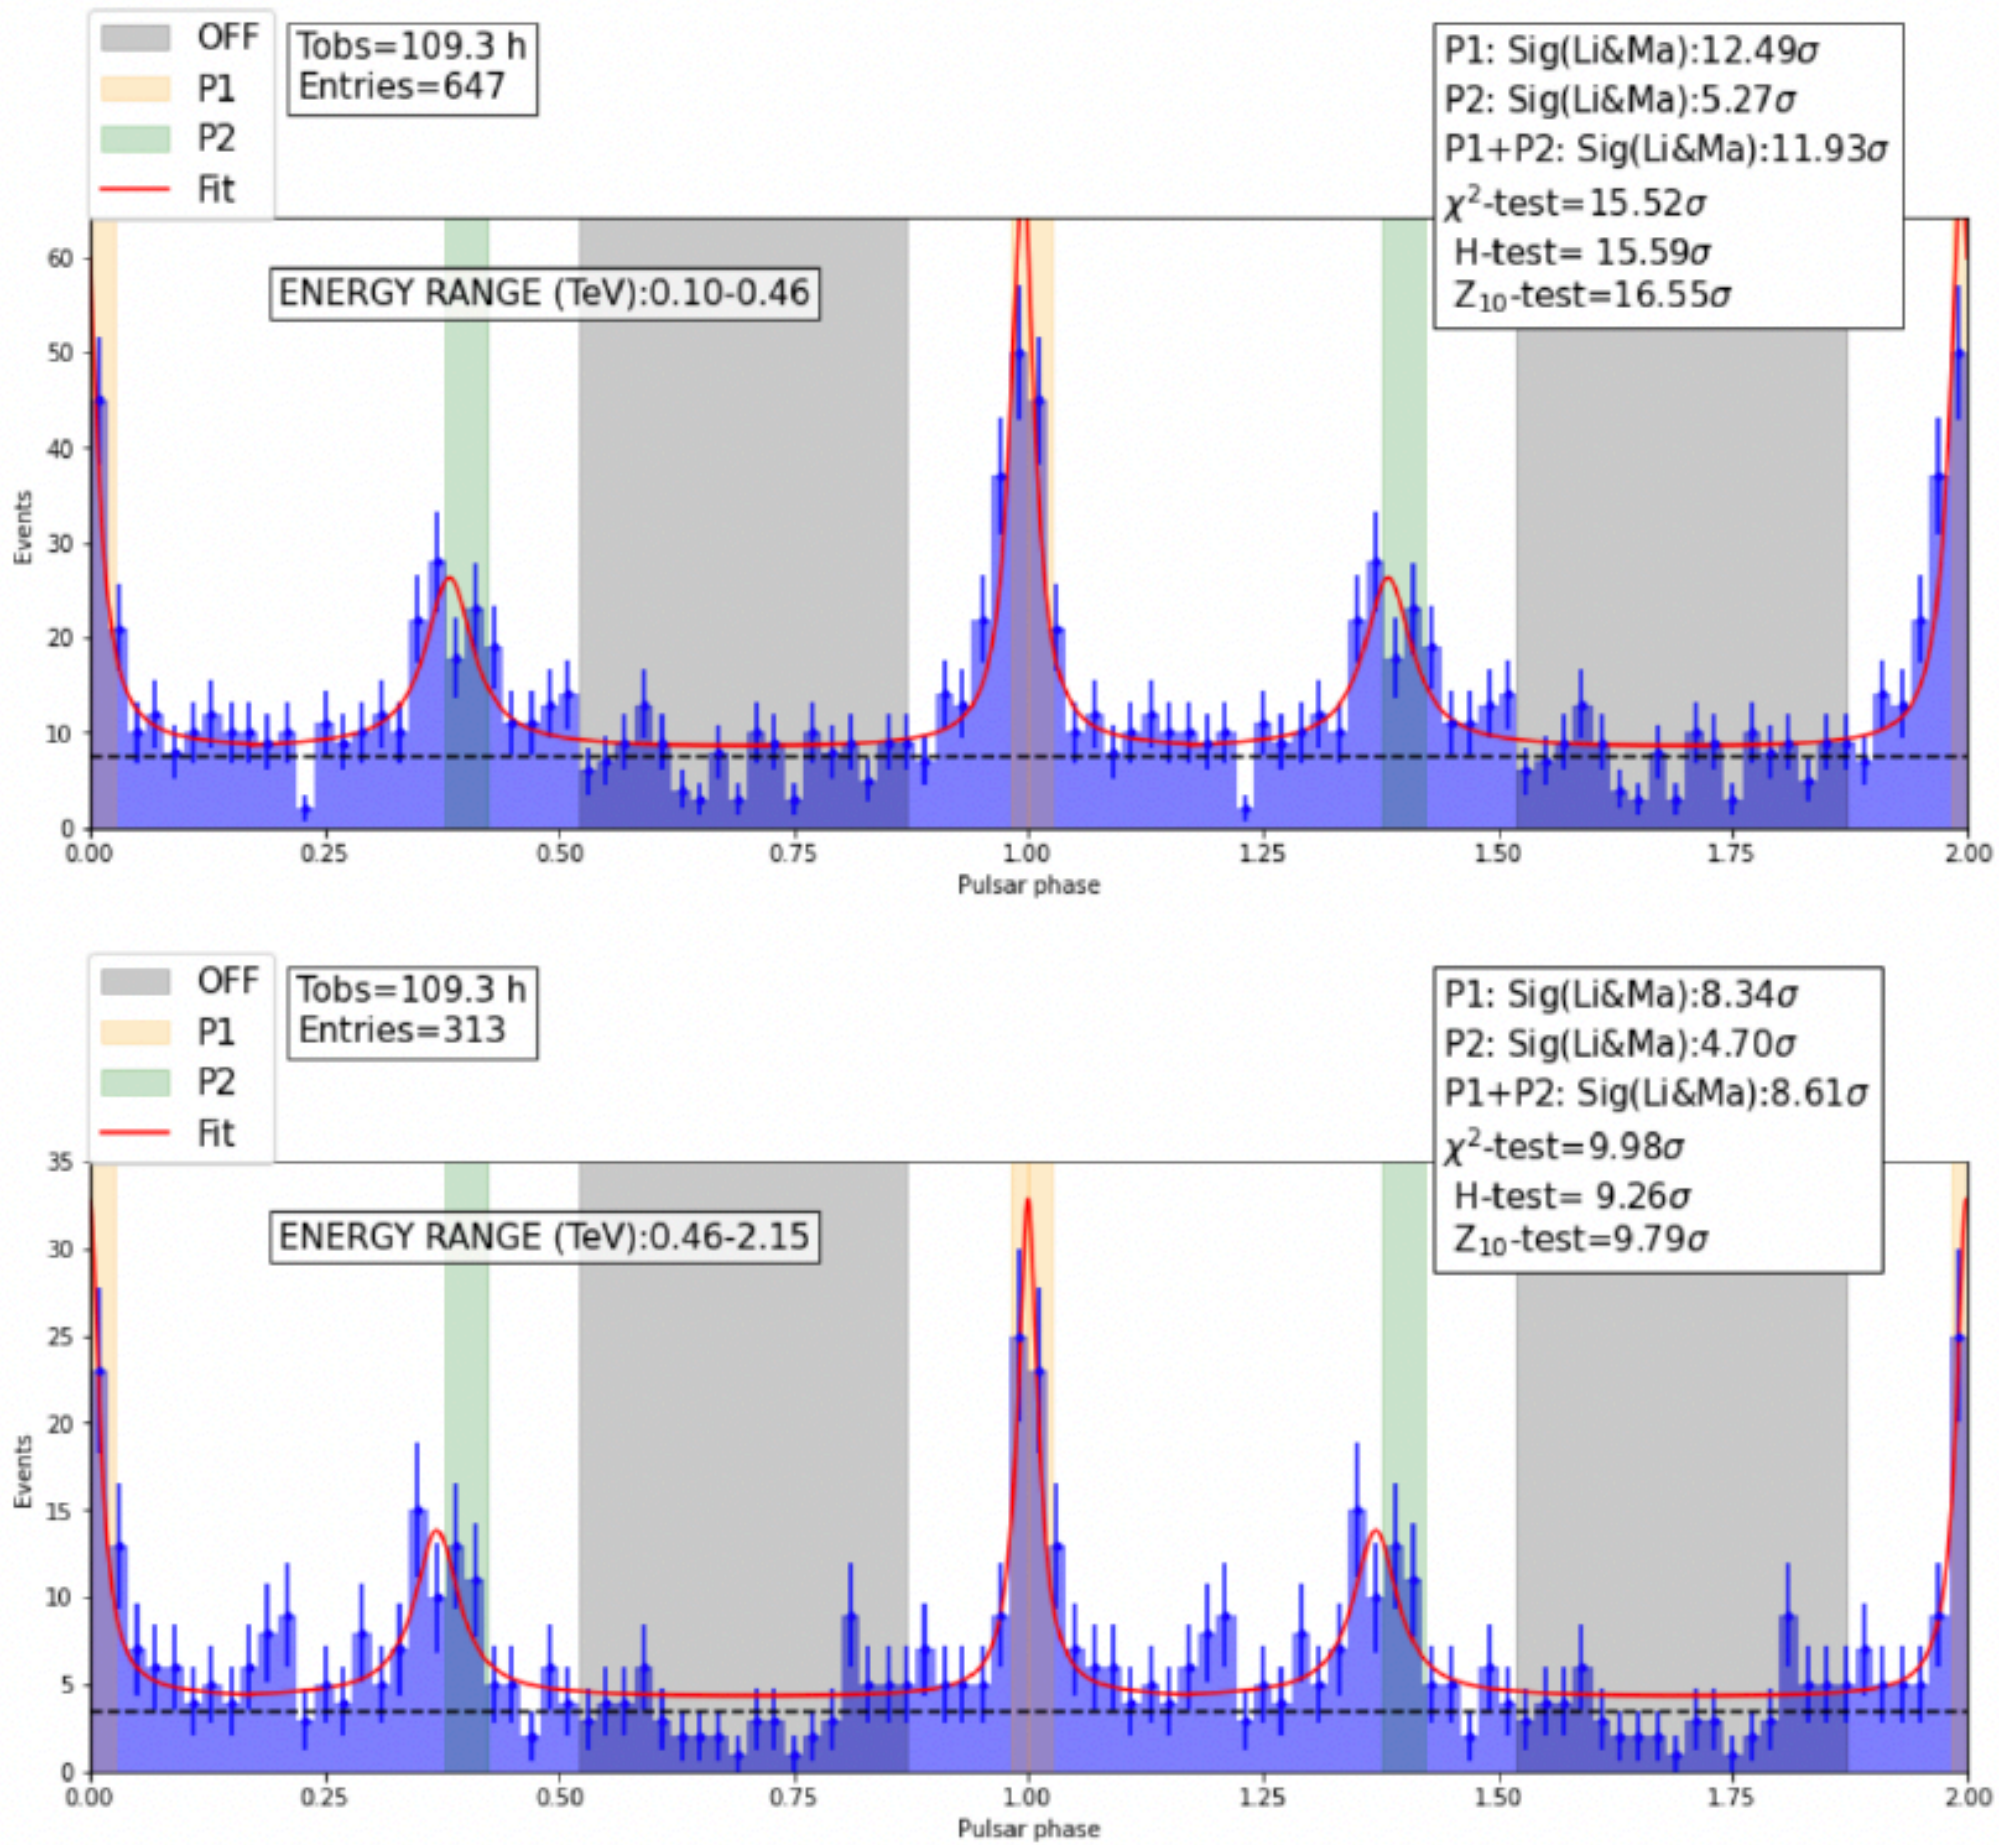 OFF
P1
P2
Fit
Tobs=109.3 h
Entries=647
P1: Sig(Li&Ma):12.49σ
P2: Sig(Li&Ma):5.27σ
P1+P2: Sig(Li&Ma):11.93σ
χ²-test=15.52σ
H-test= 15.59σ
Z₁₀-test=16.55σ
ENERGY RANGE (TeV):0.10-0.46
60
50
40
30
20
10
0
Events
0.00 0.25 0.50 0.75 1.00 1.25 1.50 1.75 2.00
Pulsar phase
OFF
P1
P2
Fit
Tobs=109.3 h
Entries=313
P1: Sig(Li&Ma):8.34σ
P2: Sig(Li&Ma):4.70σ
P1+P2: Sig(Li&Ma):8.61σ
χ²-test=9.98σ
H-test= 9.26σ
Z₁₀-test=9.79σ
ENERGY RANGE (TeV):0.46-2.15
35
30
25
20
15
10
5
0
Events
0.00 0.25 0.50 0.75 1.00 1.25 1.50 1.75 2.00
Pulsar phase